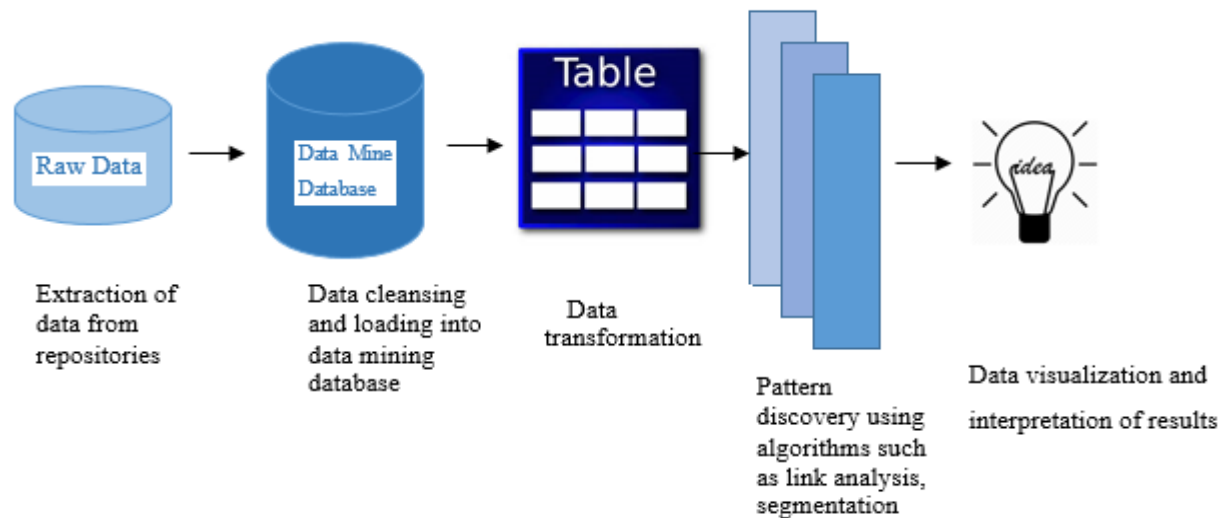 Raw Data
Data Mine
Database
Table
idea
Extraction of
data from
repositories
Data cleansing
and loading into
data mining
database
Data
transformation
Pattern
discovery using
algorithms such
as link analysis,
segmentation
Data visualization and
interpretation of results